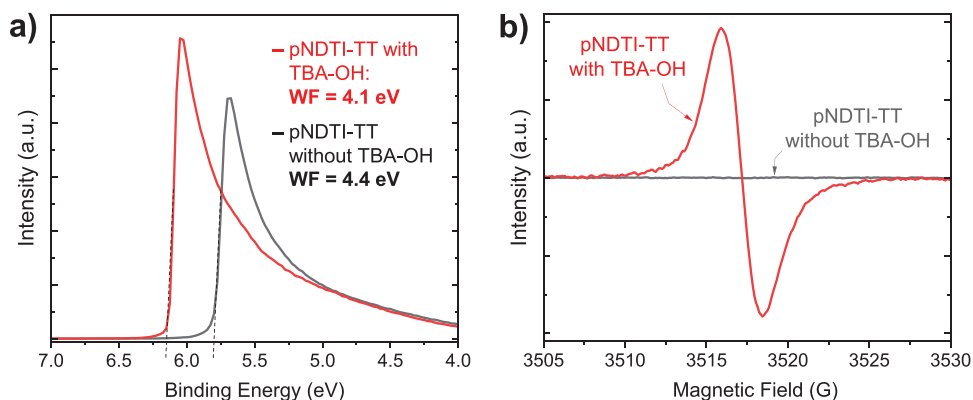 a)
pNDTI-TT with
TBA-OH:
WF = 4.1 eV
pNDTI-TT
without TBA-OH
WF = 4.4 eV
Intensity (a.u.)
7.0 6.5 6.0 5.5 5.0 4.5 4.0
Binding Energy (eV)
b)
pNDTI-TT
with TBA-OH
pNDTI-TT
without TBA-OH
Intensity (a.u.)
3505 3510 3515 3520 3525 3530
Magnetic Field (G)